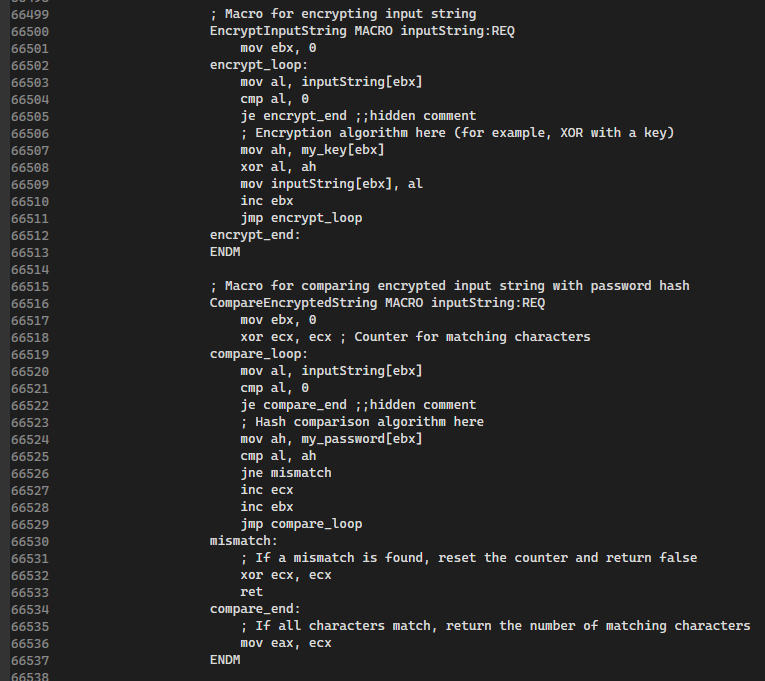 66499 ; Macro for encrypting input string
66500 EncryptInputString MACRO inputString:REQ
66501 mov ebx, 0
66502 encrypt_loop:
66503 mov al, inputString[ebx]
66504 cmp al, 0
66505 je encrypt_end ;;hidden comment
66506 ; Encryption algorithm here (for example, XOR with a key)
66507 mov ah, my_key[ebx]
66508 xor al, ah
66509 mov inputString[ebx], al
66510 inc ebx
66511 jmp encrypt_loop
66512 encrypt_end:
66513 ENDM
66514
66515 ; Macro for comparing encrypted input string with password hash
66516 CompareEncryptedString MACRO inputString:REQ
66517 mov ebx, 0
66518 xor ecx, ecx ; Counter for matching characters
66519 compare_loop:
66520 mov al, inputString[ebx]
66521 cmp al, 0
66522 je compare_end ;;hidden comment
66523 ; Hash comparison algorithm here
66524 mov ah, my_password[ebx]
66525 cmp al, ah
66526 jne mismatch
66527 inc ecx
66528 inc ebx
66529 jmp compare_loop
66530 mismatch:
66531 ; If a mismatch is found, reset the counter and return false
66532 xor ecx, ecx
66533 ret
66534 compare_end:
66535 ; If all characters match, return the number of matching characters
66536 mov eax, ecx
66537 ENDM
66538